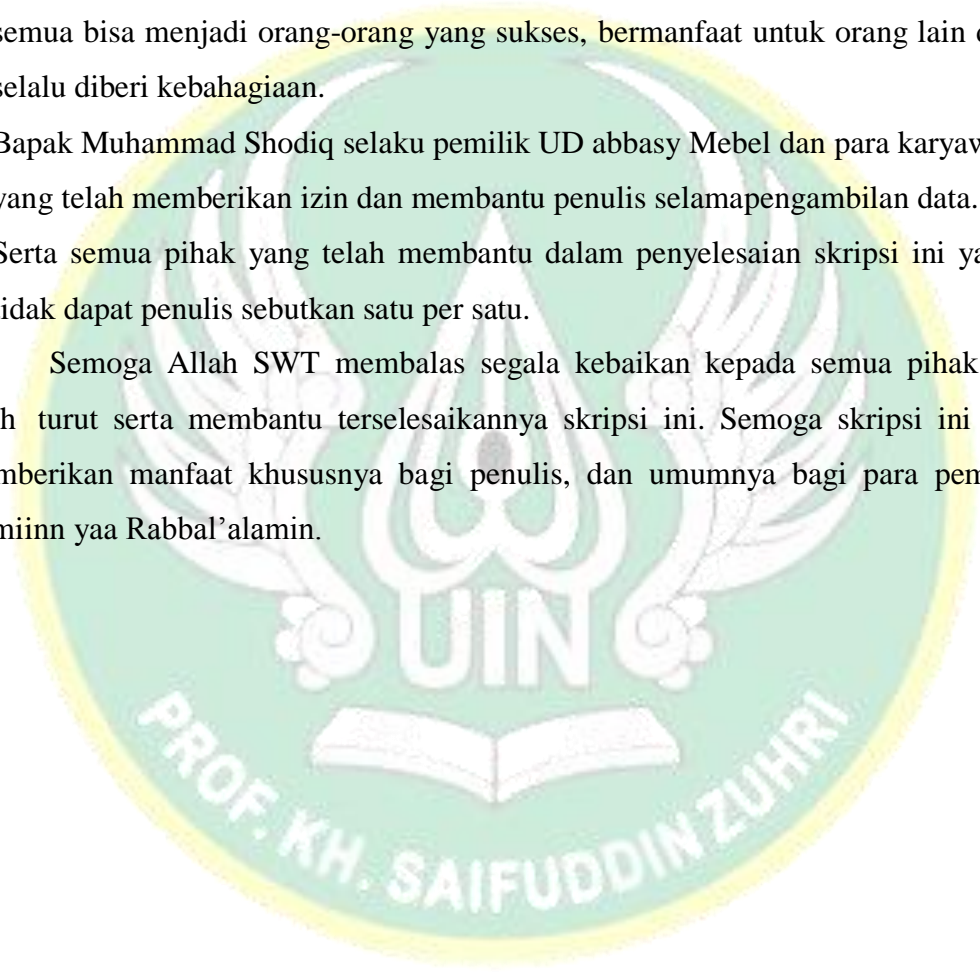 semua bisa menjadi orang-orang yang sukses, bermanfaat untuk orang lain
selalu diberi kebahagiaan.
Bapak Muhammad Shodiq selaku pemilik UD abbasy Mebel dan para karyaw
yang telah memberikan izin dan membantu penulis selamapengambilan data.
Serta semua pihak yang telah membantu dalam penyelesaian skripsi ini ya
tidak dapat penulis sebutkan satu per satu.
Semoga Allah SWT membalas segala kebaikan kepada semua pihak
h turut serta membantu terselesaikannya skripsi ini. Semoga skripsi ini
mberikan manfaat khususnya bagi penulis, dan umumnya bagi para pem
miinn yaa Rabbal’alamin.
UIN
PROF. KH. SAIFUDDIN ZUHRI